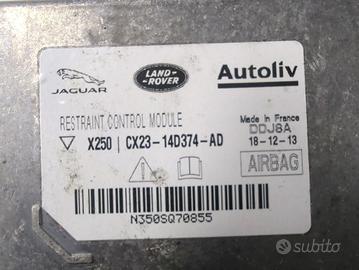 JAGUAR
LAND-ROVER
Autoliv
RESTRAINT CONTROL MODULE
X250 | CX23-14D374-AD
Made in France
DDJ8A
18-12-13
AIRBAG
N350SQ70855
subito